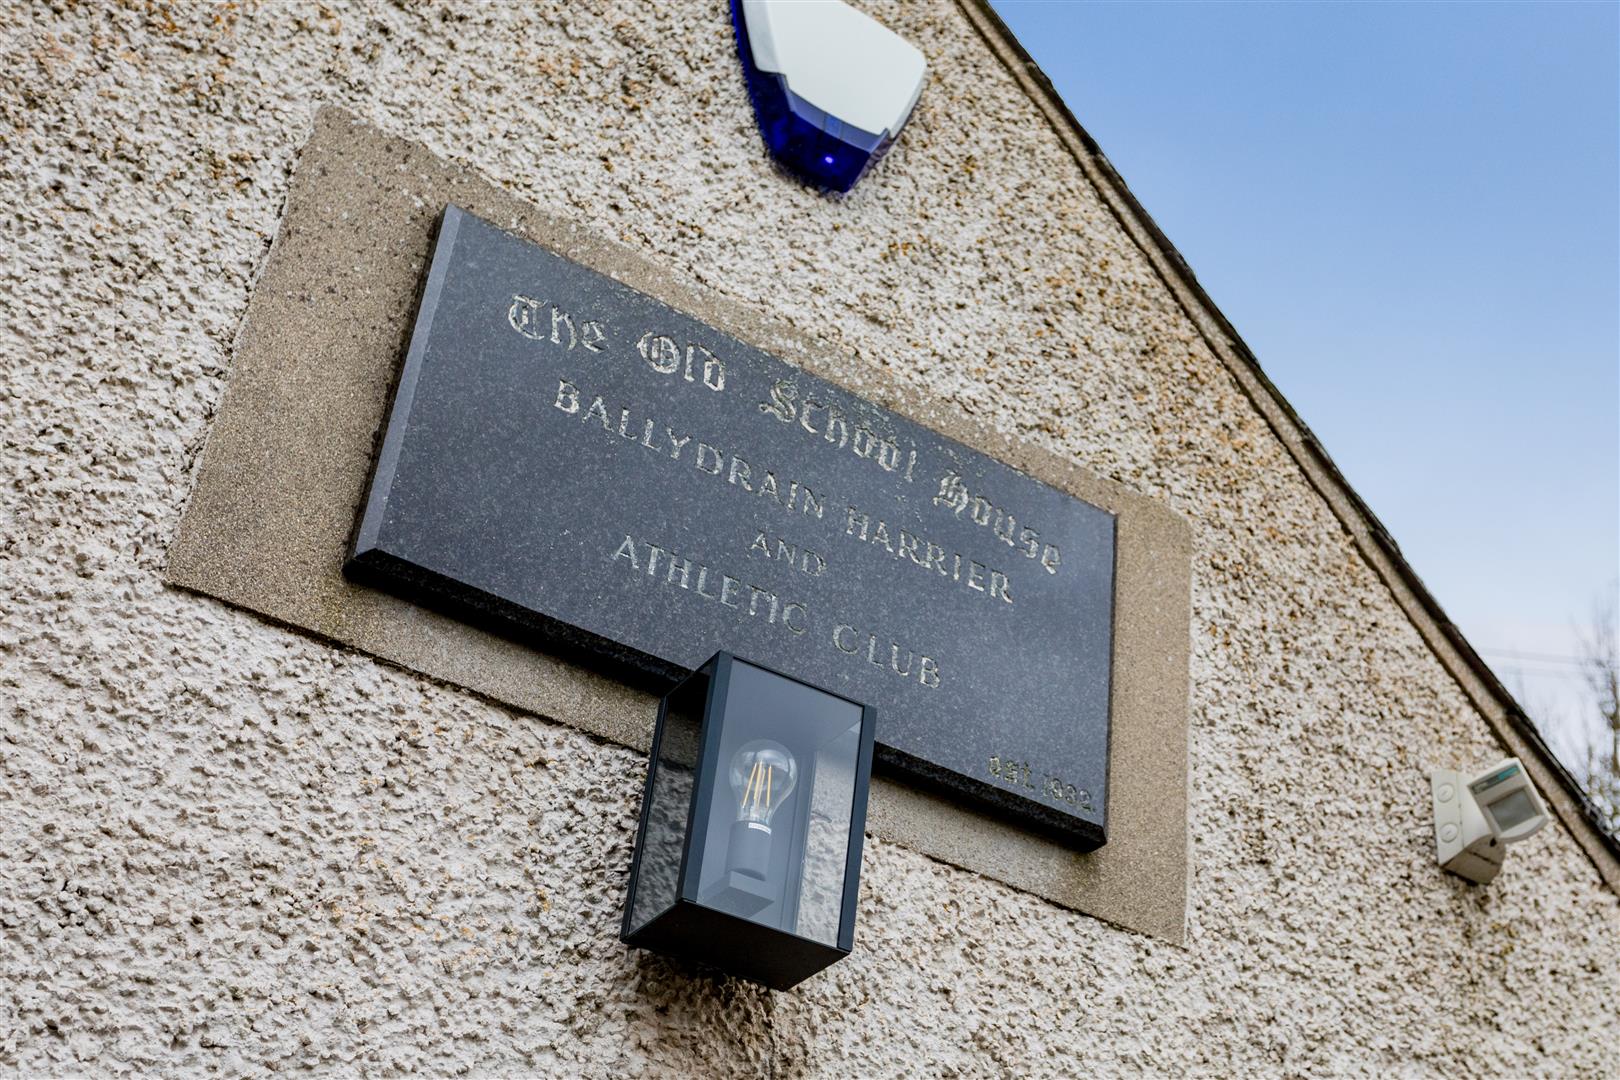 The Old School House
BALLYDRAIN HARRIER
AND
ATHLETIC CLUB
est. 1932